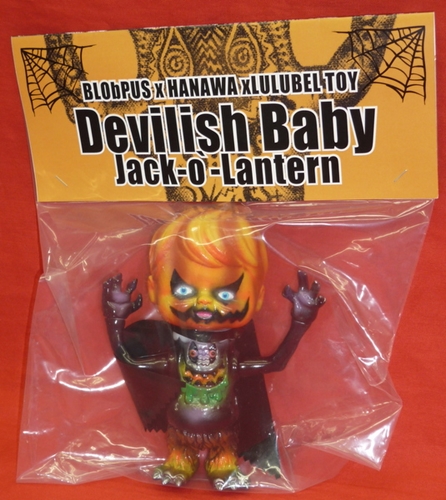 BLObPUS x HANAWA xLULUBEL TOY
Devilish Baby
Jack-o'-Lantern